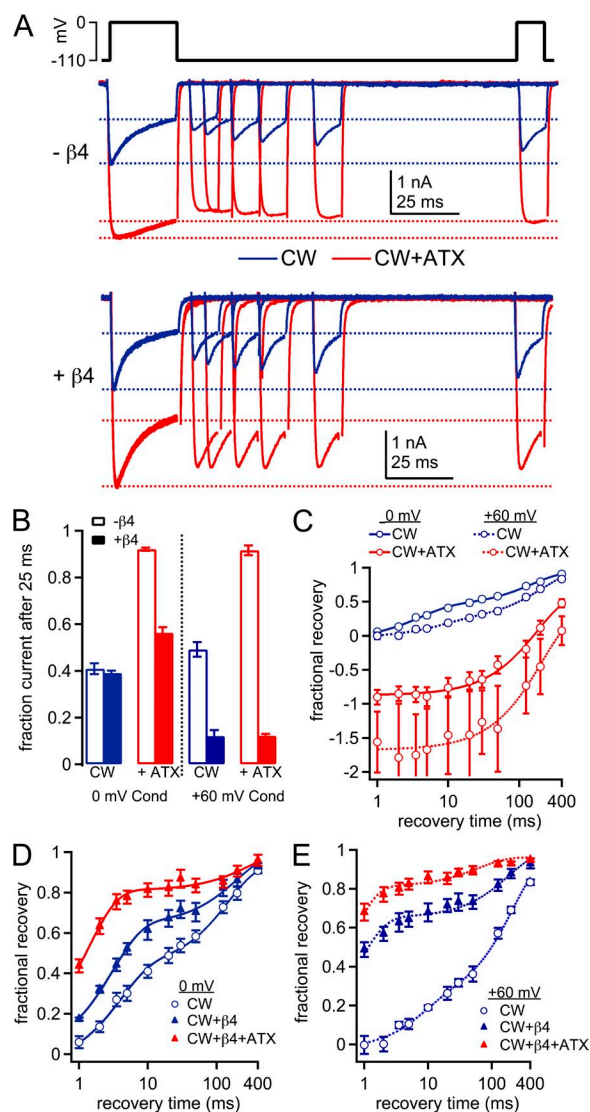 A
mV
0
-110
- β4
1 nA
25 ms
CW CW+ATX
+ β4
1 nA
25 ms
B
fraction current after 25 ms
1
0.8
0.6
0.4
0.2
0
-β4
+β4
CW + ATX CW + ATX
0 mV Cond +60 mV Cond
C
0 mV +60 mV
CW CW
CW+ATX CW+ATX
fractional recovery
1
0.5
0
-0.5
-1
-1.5
-2
1 10 100 400
recovery time (ms)
D
fractional recovery
1.0
0.8
0.6
0.4
0.2
0
0 mV
CW
CW+β4
CW+β4+ATX
1 10 100 400
recovery time (ms)
E
fractional recovery
1.0
0.8
0.6
0.4
0.2
0
+60 mV
CW
CW+β4
CW+β4+ATX
1 10 100 400
recovery time (ms)